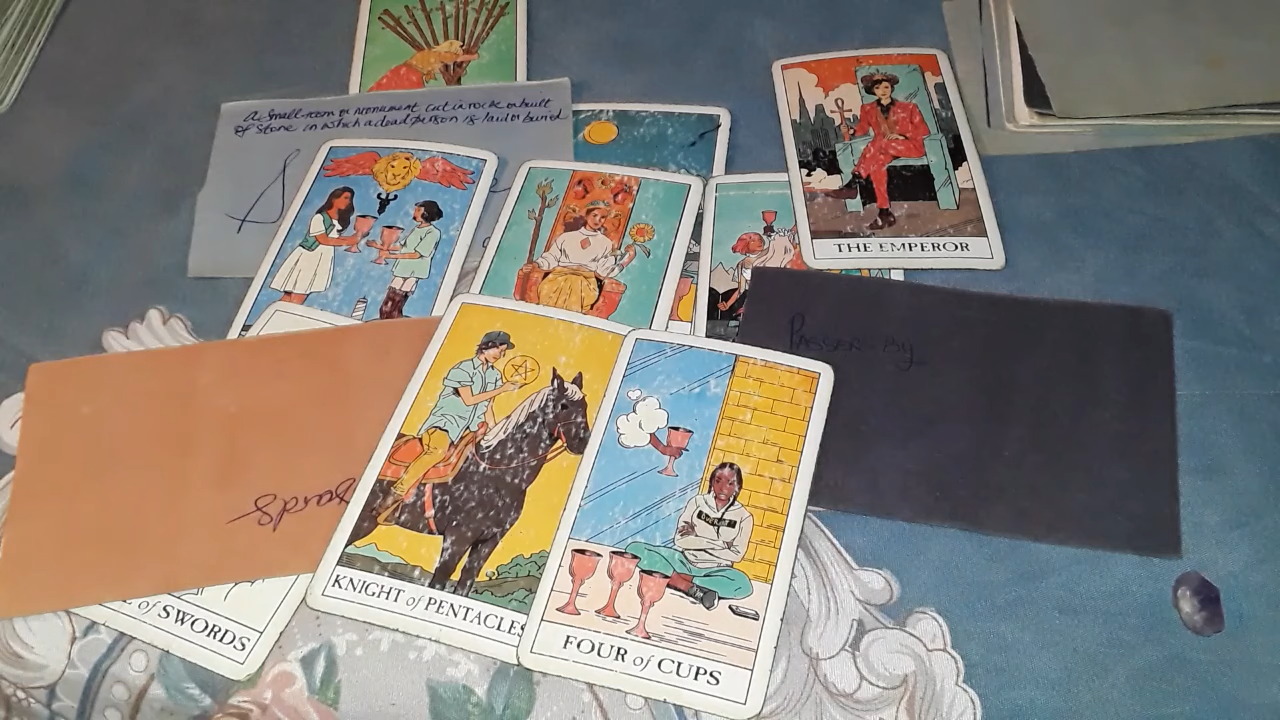 A Small room or monument cut in rock or built
of Stone in which a dead person is laid or buried
THE EMPEROR
PASSER-By
of SWORDS
KNIGHT of PENTACLES
FOUR of CUPS